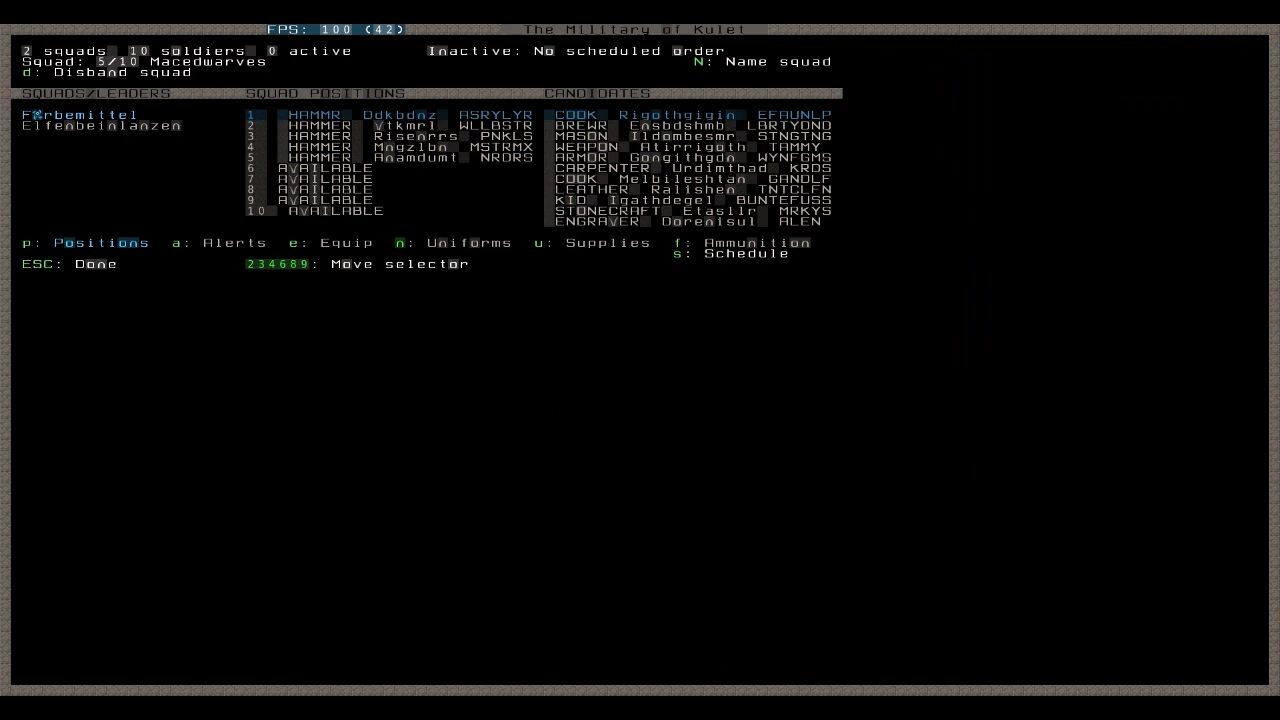 FPS: 100 (42) The Military of Kulet
2 squads 10 soldiers 0 active Inactive: No scheduled order
Squad: 5/10 Macedwarves N: Name squad
d: Disband squad
SQUADS/LEADERS SQUAD POSITIONS CANDIDATES
Färbemittel 1 HAMMR Ddkbdnz ASRYLYR COOK Rigothgigin EFAUNLP
Elfenbeinlanzen 2 HAMMER Vtkmrl WLLBSTR BREWR Ensbdshmb LBRTYDND
3 HAMMER Risenrrs PNKLS MASON Ildombesmr STNGTNG
4 HAMMER Mngzlbn MSTRMX WEAPON Atirrigoth TAMMY
5 HAMMER Anamdumt NRDRS ARMOR Gongithgdn WYNFGMS
6 AVAILABLE CARPENTER Urdimthad KRDS
7 AVAILABLE COOK Melbileshtan GANDLF
8 AVAILABLE LEATHER Ralishen TNTCLFN
9 AVAILABLE KID Igathdegel BUNTEFUSS
10 AVAILABLE STONECRAFT Etasllr MRKYS
ENGRAVER Dorenisul ALEN
p: Positions a: Alerts e: Equip n: Uniforms u: Supplies f: Ammunition
s: Schedule
ESC: Done 234689: Move selector